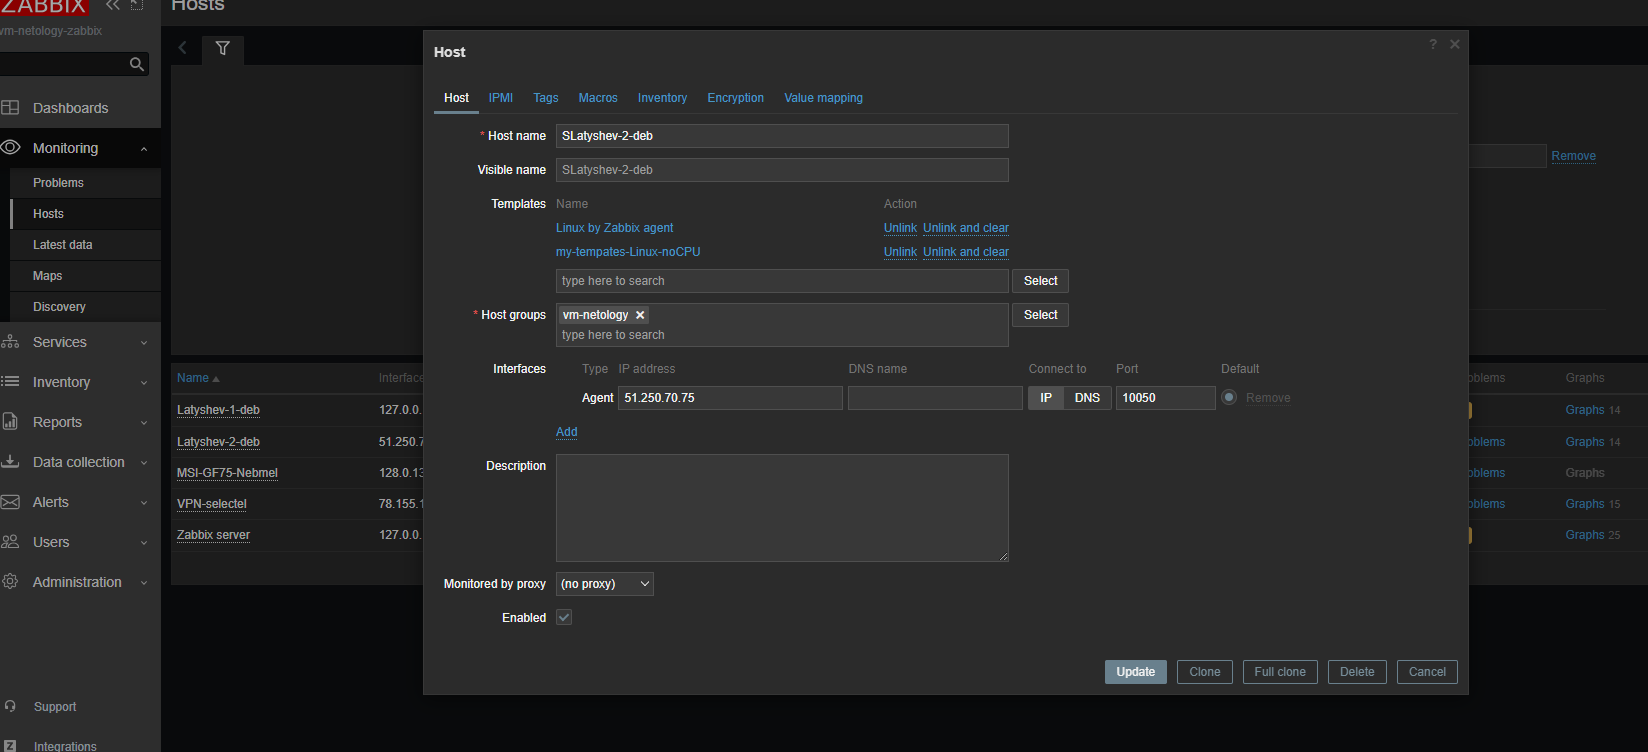 ZABBIX
vm-netology-zabbix
Dashboards
Monitoring
Problems
Hosts
Latest data
Maps
Discovery
Services
Inventory
Reports
Data collection
Alerts
Users
Administration
Support
Integrations
Hosts
Remove
Name Interface Problems Graphs
Latyshev-1-deb 127.0.0. Graphs 14
Latyshev-2-deb 51.250.7 oblems Graphs 14
MSI-GF75-Nebmel 128.0.13 oblems Graphs
VPN-selectel 78.155.1 oblems Graphs 15
Zabbix server 127.0.0. Graphs 25
Host
?
Host IPMI Tags Macros Inventory Encryption Value mapping
* Host name SLatyshev-2-deb
Visible name SLatyshev-2-deb
Templates Name Action
Linux by Zabbix agent Unlink Unlink and clear
my-tempates-Linux-noCPU Unlink Unlink and clear
type here to search Select
* Host groups vm-netology Select
type here to search
Interfaces Type IP address DNS name Connect to Port Default
Agent 51.250.70.75 IP DNS 10050 Remove
Add
Description
Monitored by proxy (no proxy)
Enabled
Update Clone Full clone Delete Cancel